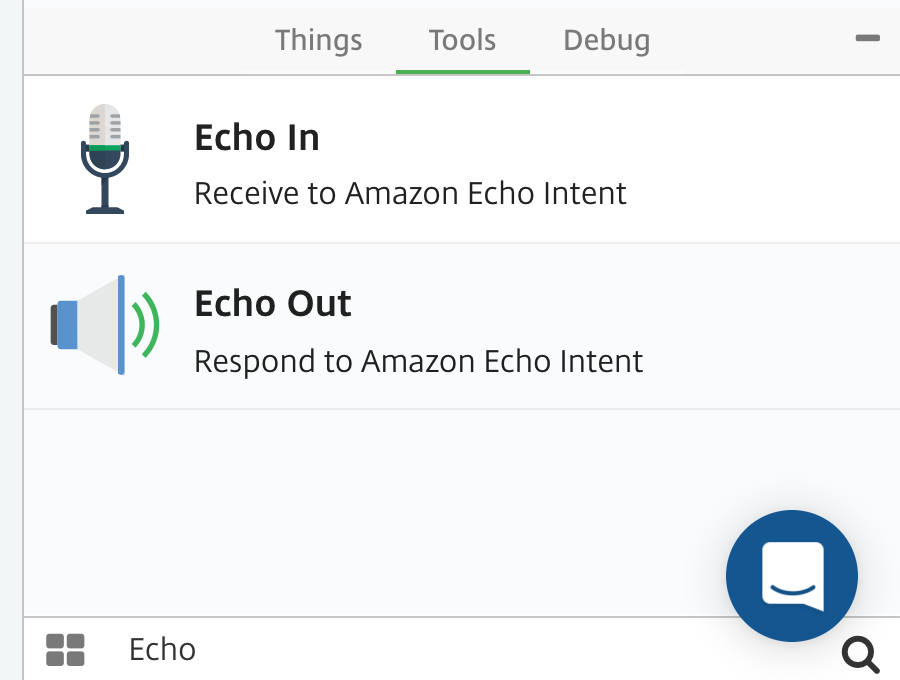 Things Tools Debug
Echo In
Receive to Amazon Echo Intent
Echo Out
Respond to Amazon Echo Intent
Echo